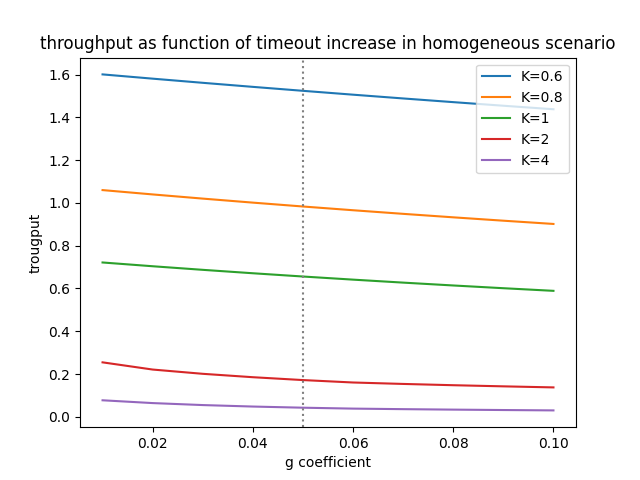 throughput as function of timeout increase in homogeneous scenario
K=0.6
K=0.8
K=1
K=2
K=4
trougput
1.6
1.4
1.2
1.0
0.8
0.6
0.4
0.2
0.0
0.02 0.04 0.06 0.08 0.10
g coefficient